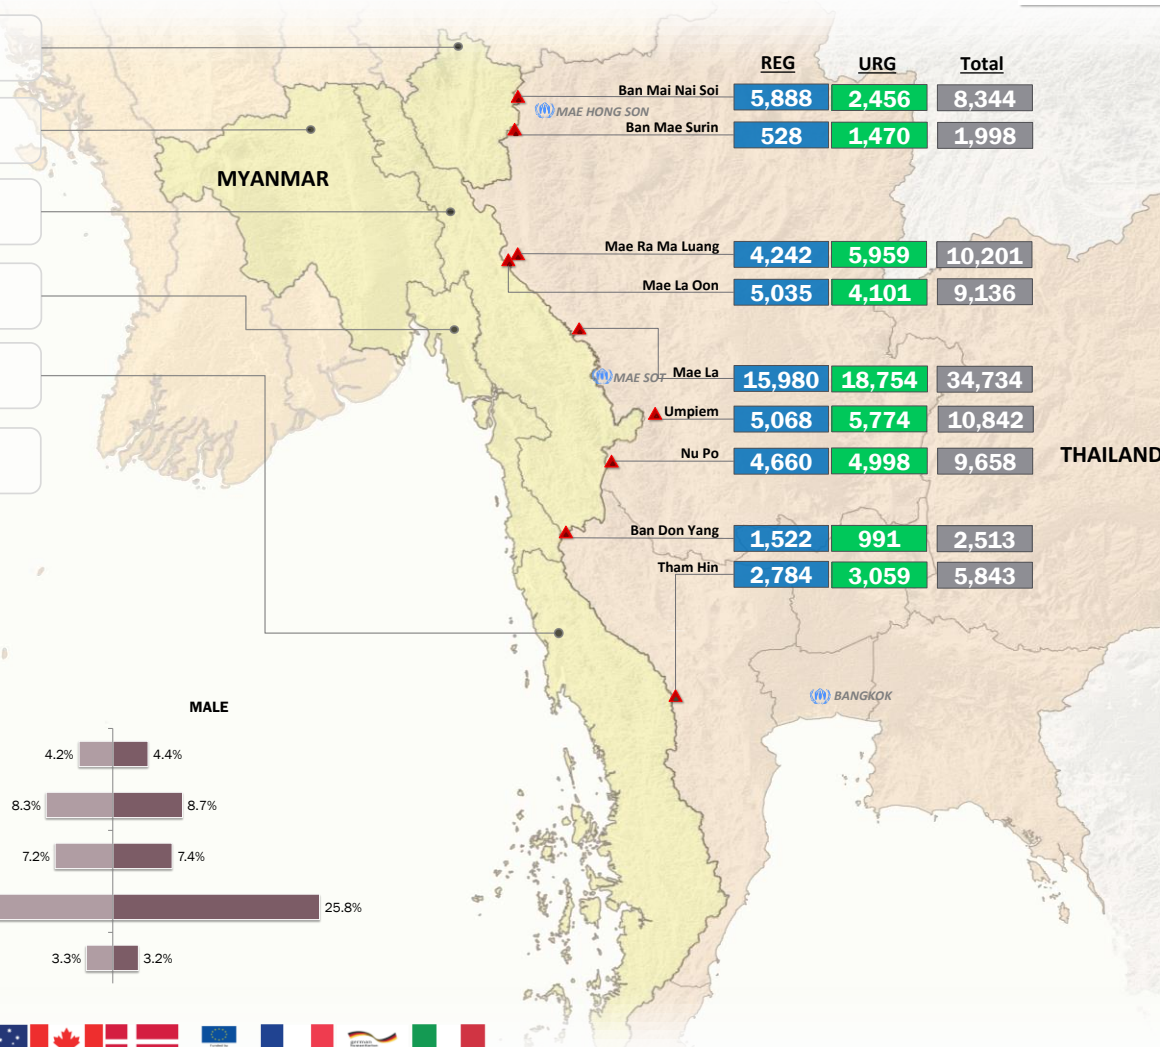 REG URG Total
Ban Mai Nai Soi 5,888 2,456 8,344
MAE HONG SON
Ban Mae Surin 528 1,470 1,998
MYANMAR
Mae Ra Ma Luang 4,242 5,959 10,201
Mae La Oon 5,035 4,101 9,136
MAE SOT
Mae La 15,980 18,754 34,734
Umpiem 5,068 5,774 10,842
Nu Po 4,660 4,998 9,658
THAILAND
Ban Don Yang 1,522 991 2,513
Tham Hin 2,784 3,059 5,843
BANGKOK
MALE
4.2% 4.4%
8.3% 8.7%
7.2% 7.4%
25.8%
3.3% 3.2%